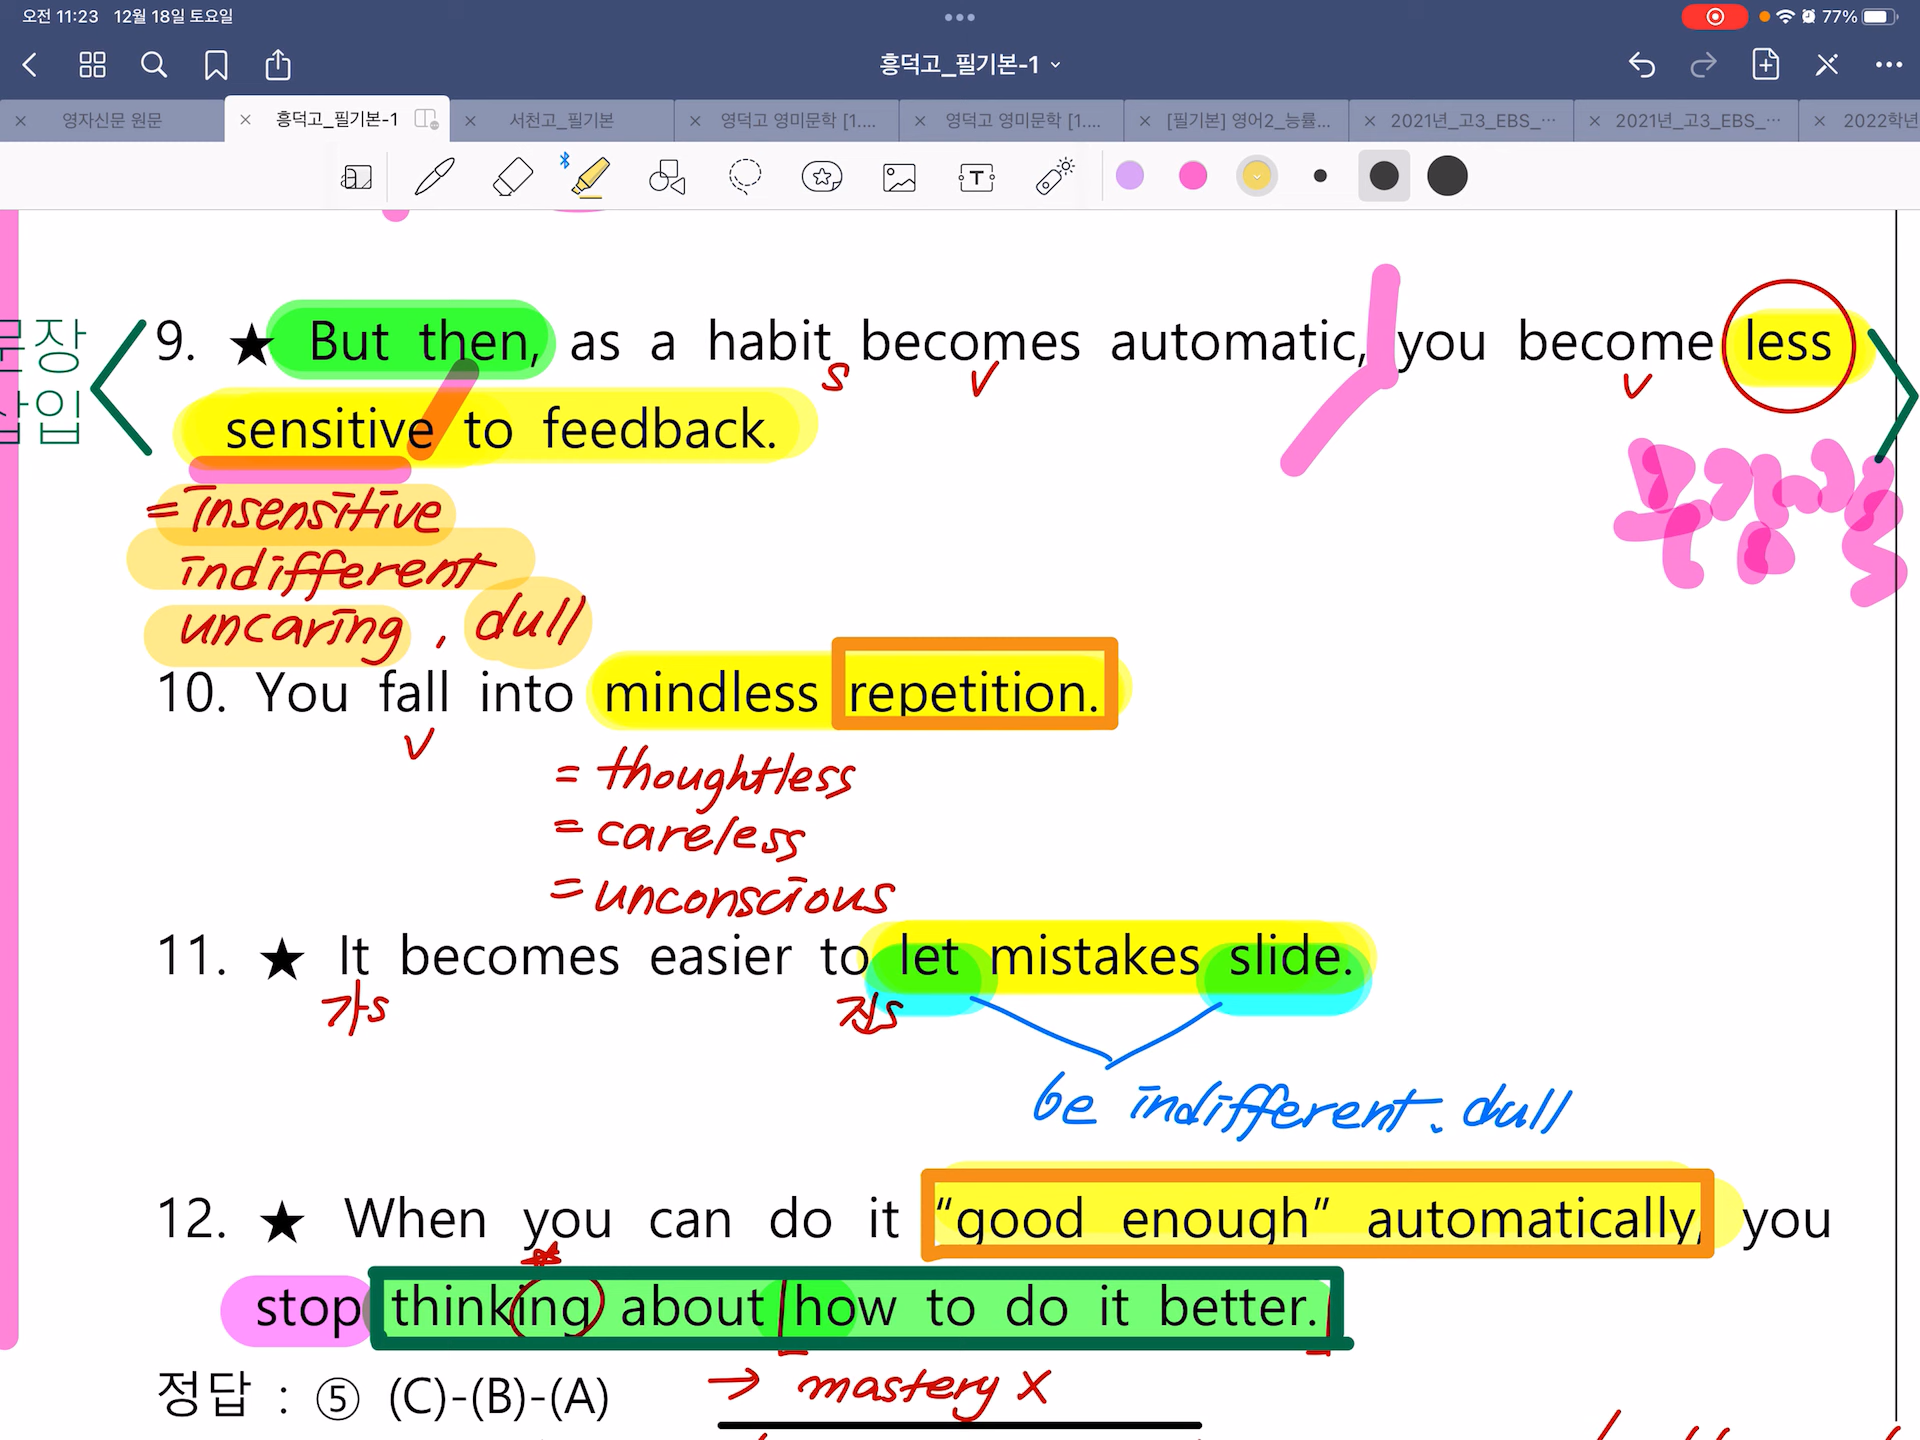 오전 11:23 12월 18일 토요일
77%
흥덕고_필기본-1
영자신문 원문
흥덕고_필기본-1
서천고_필기본
영덕고 영미문학 [1....
영덕고 영미문학 [1....
[필기본] 영어2_능률...
2021년_고3_EBS_...
2021년_고3_EBS_...
2022학년
문장
삽입
9. ★ But then, as a habit becomes automatic, you become less
s v v
sensitive to feedback.
= insensitive
indifferent
uncaring , dull
10. You fall into mindless repetition.
v
= thoughtless
= careless
= unconscious
11. ★ It becomes easier to let mistakes slide.
가s 진s
be indifferent. dull
12. ★ When you can do it “good enough” automatically, you
stop thinking about how to do it better.
정답 : ⑤ (C)-(B)-(A)
→ mastery X